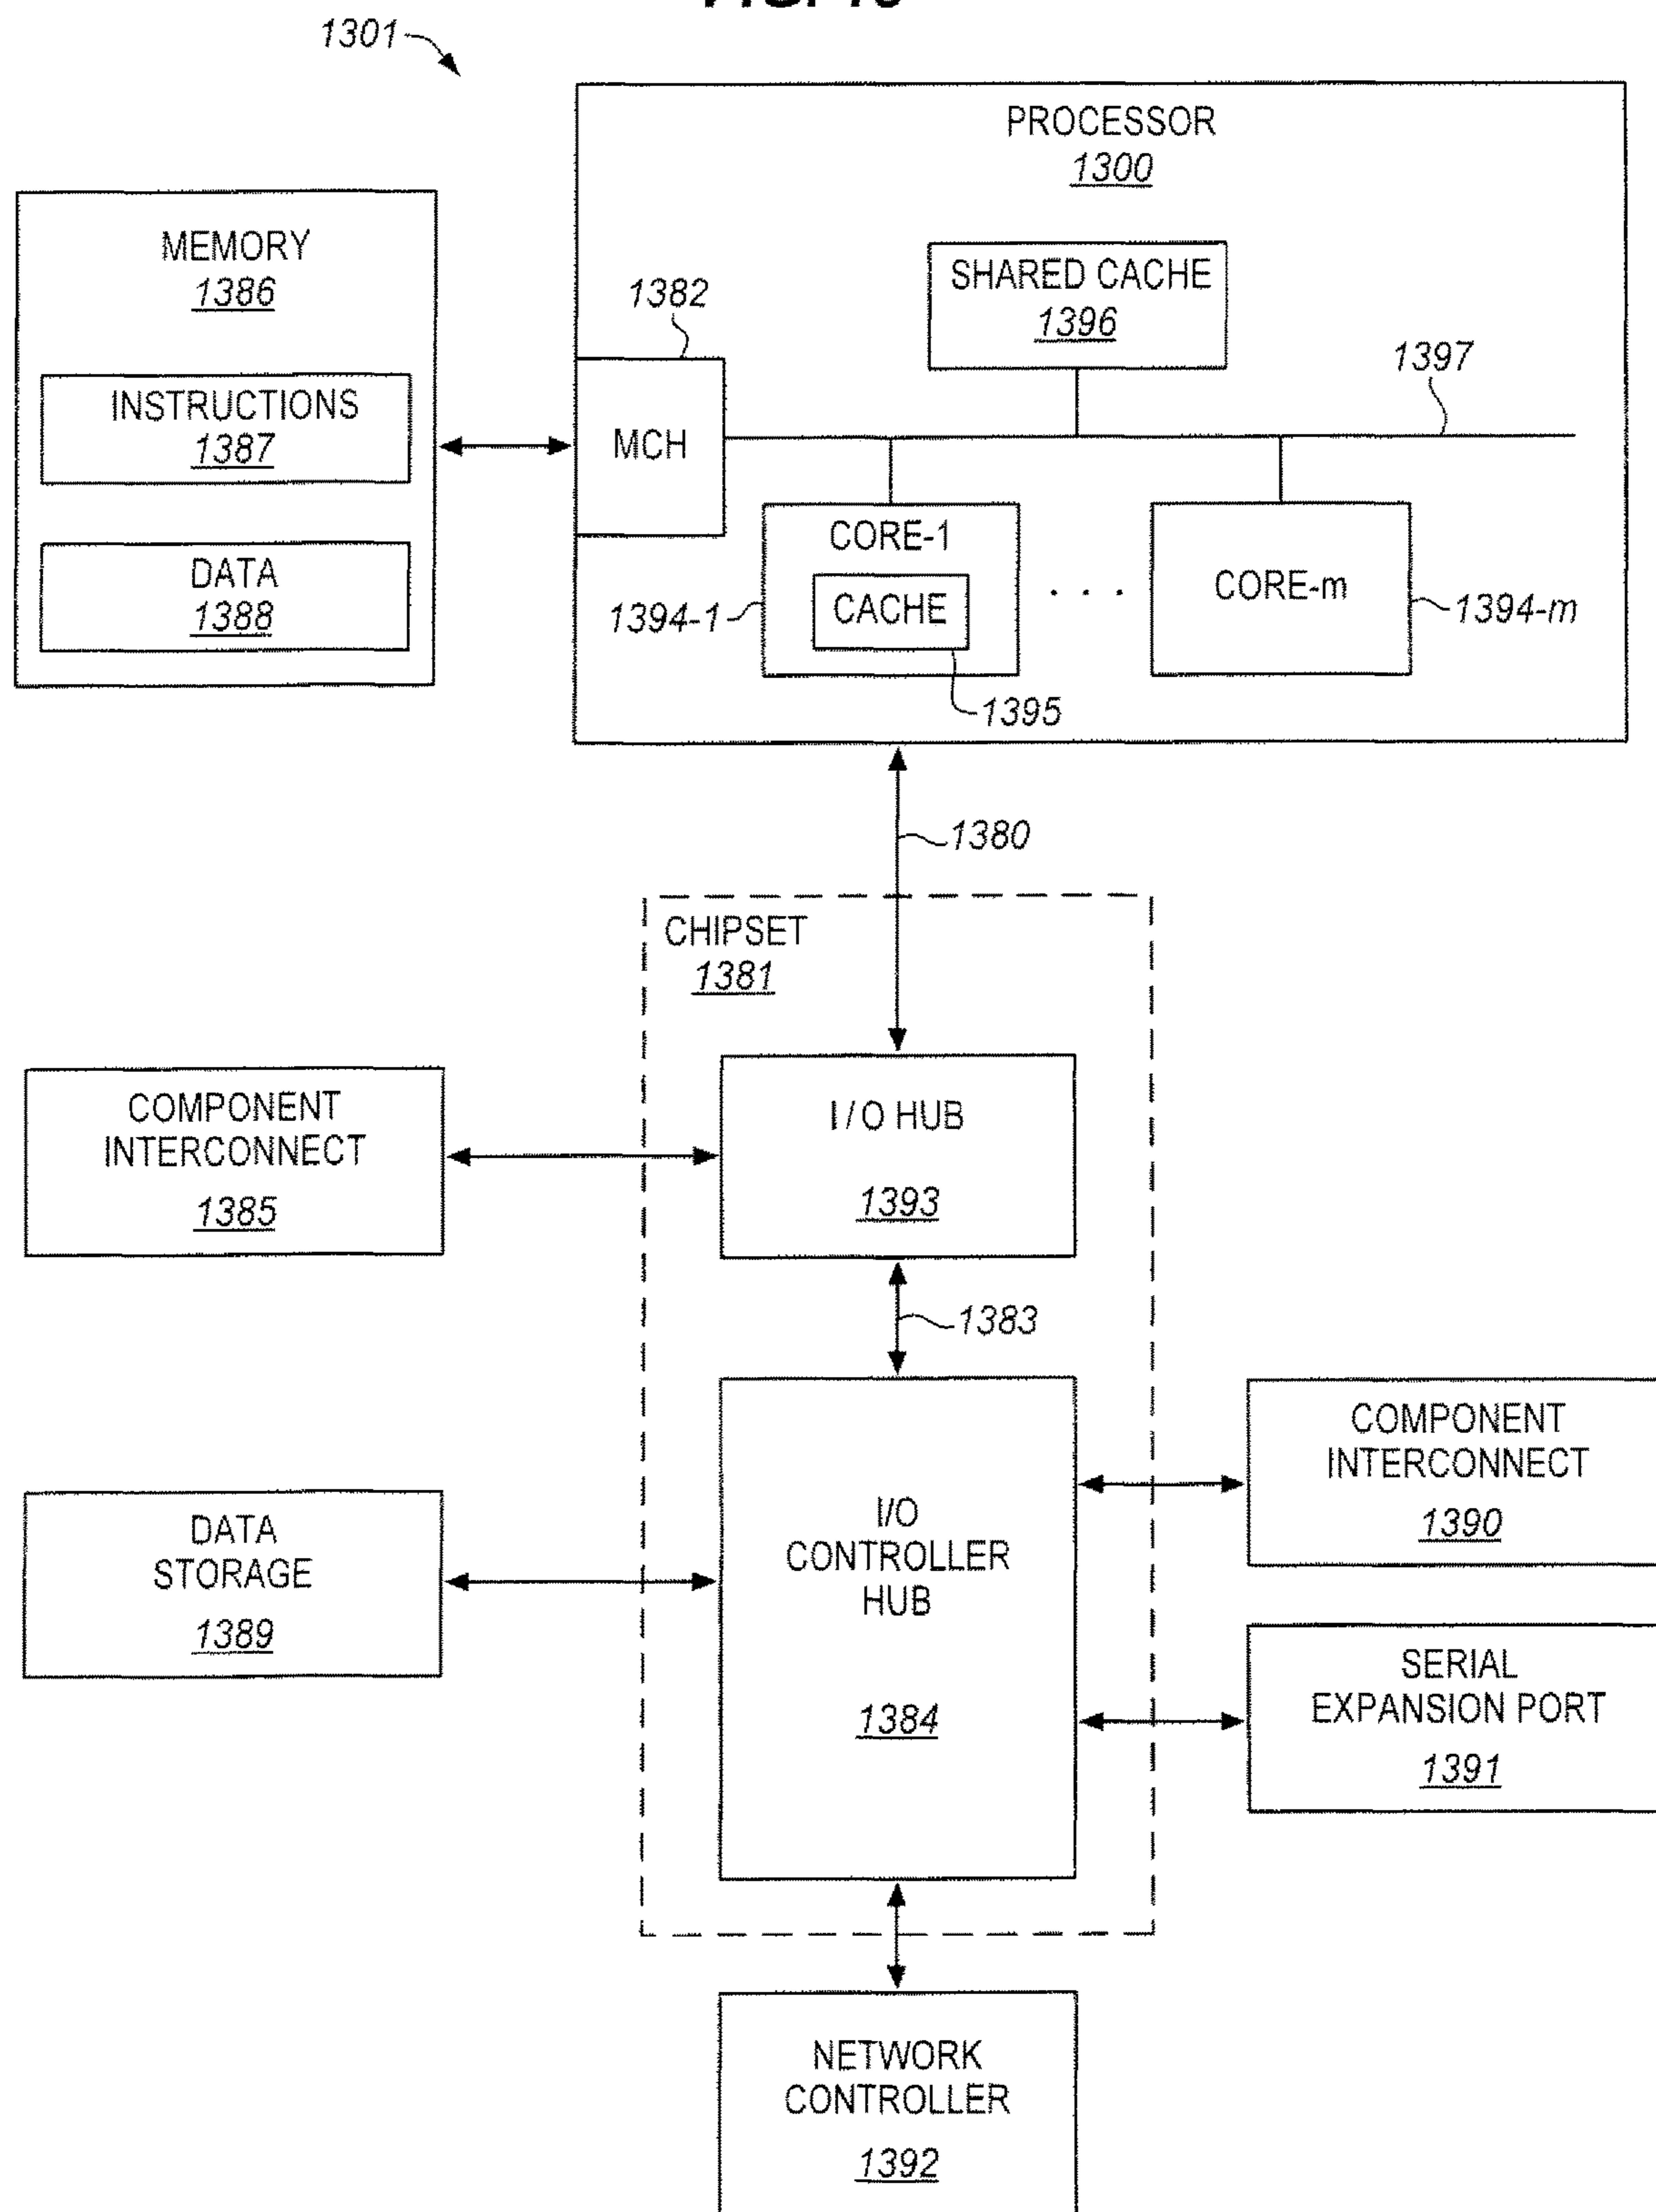 1301
PROCESSOR
1300
MEMORY
1386
INSTRUCTIONS
1387
DATA
1388
1382
MCH
SHARED CACHE
1396
1397
CORE-1
CACHE
1394-1
1395
. . .
CORE-m
1394-m
1380
CHIPSET
1381
COMPONENT
INTERCONNECT
1385
I/O HUB
1393
1383
DATA
STORAGE
1389
I/O
CONTROLLER
HUB
1384
COMPONENT
INTERCONNECT
1390
SERIAL
EXPANSION PORT
1391
NETWORK
CONTROLLER
1392